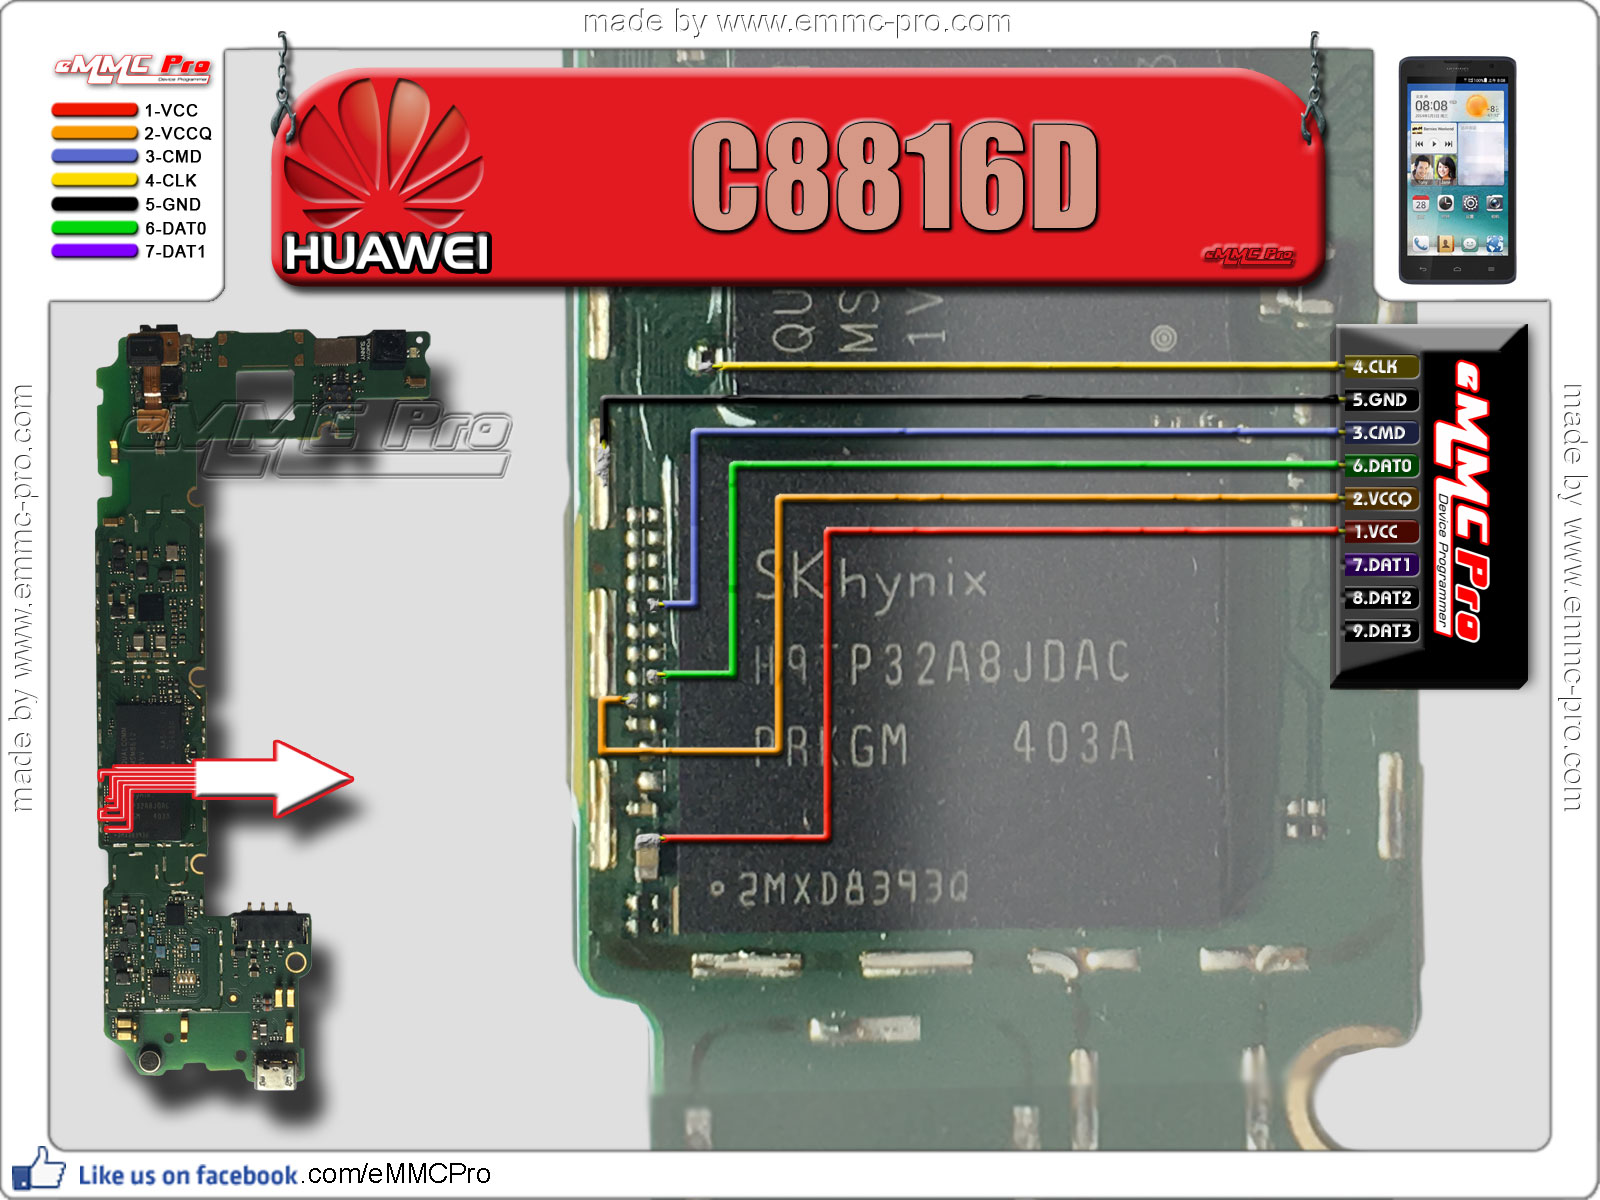 made by www.emmc-pro.com
eMMC Pro
Device Programmer
1-VCC
2-VCCQ
3-CMD
4-CLK
5-GND
6-DAT0
7-DAT1
HUAWEI
C8816D
eMMC Pro
08:08
28
QU
MS
1V
4.CLK
5.GND
3.CMD
6.DAT0
2.VCCQ
1.VCC
7.DAT1
8.DAT2
9.DAT3
eMMC Pro
Device Programmer
eMMC Pro
SKhynix
H9TP32A8JDAC
PRKGM 403A
2MXD8393Q
made by www.emmc-pro.com
made by www.emmc-pro.com
Like us on facebook.com/eMMCPro